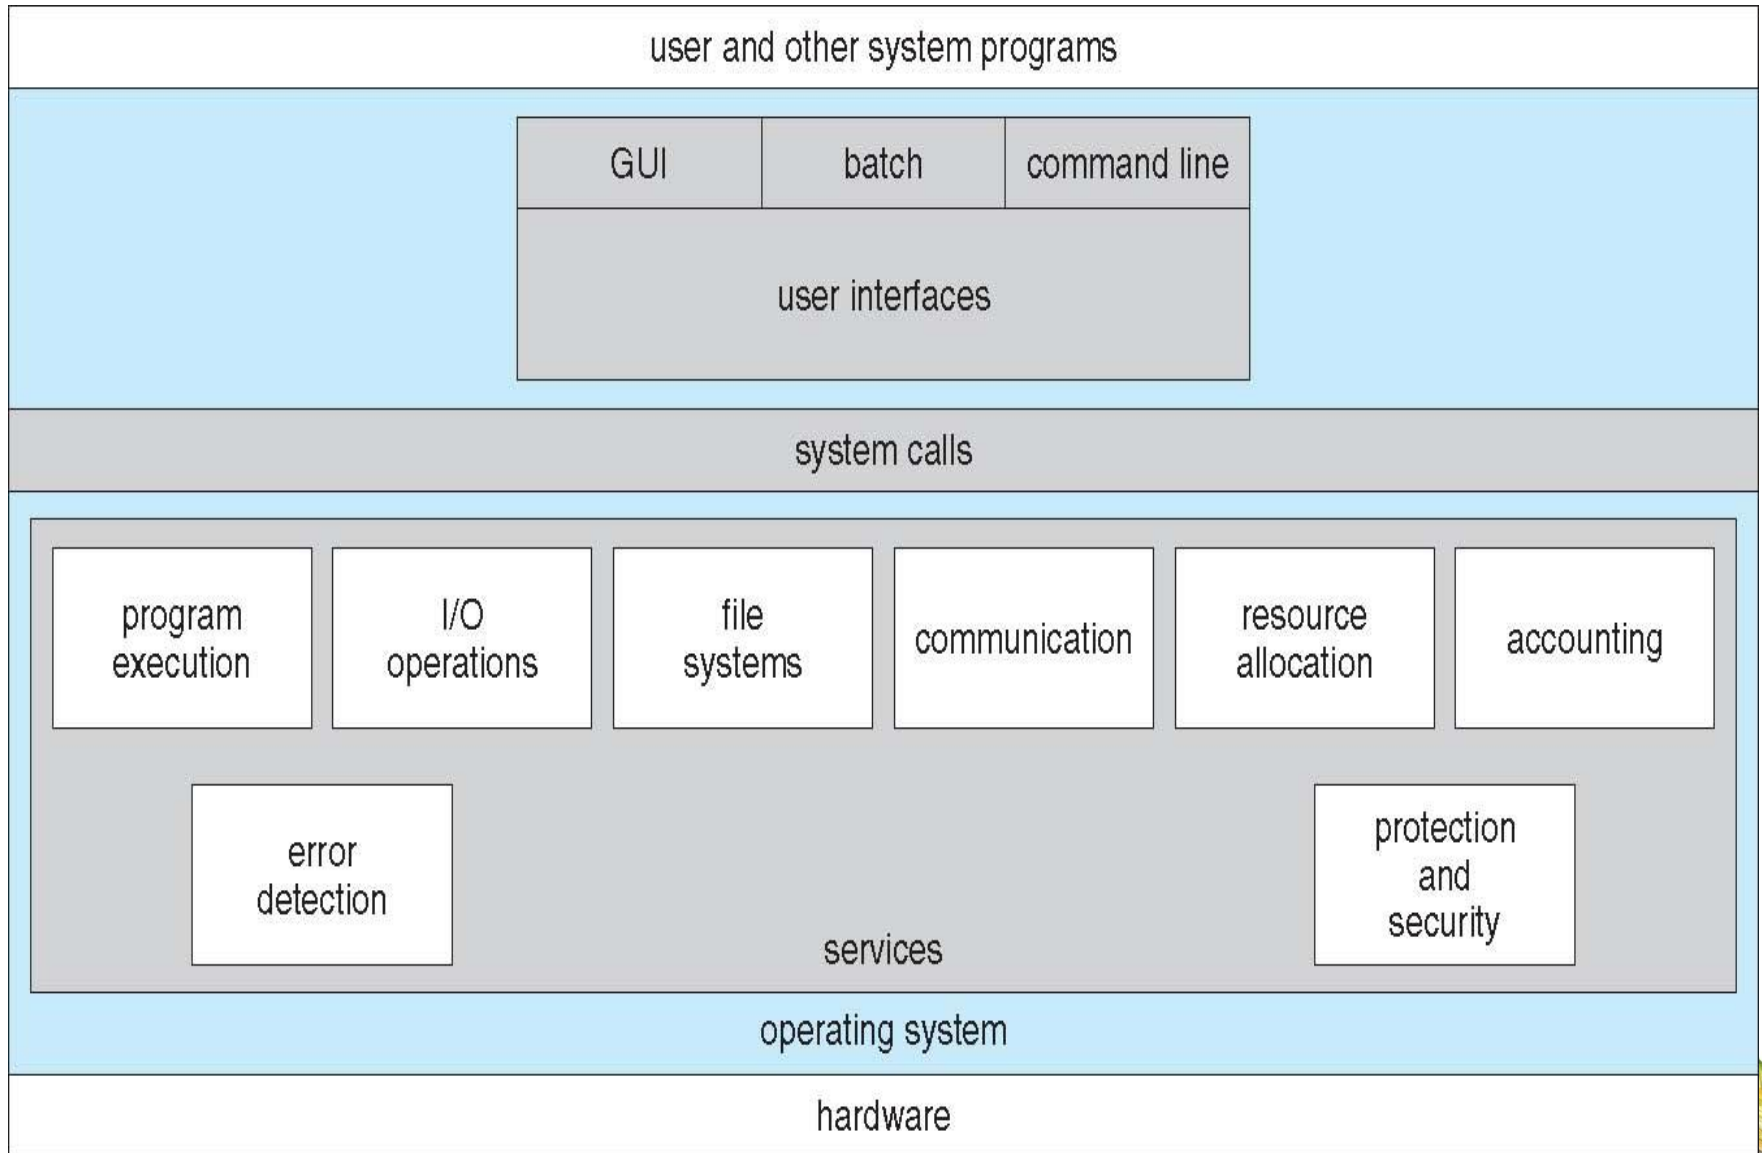 user and other system programs
GUI
batch
command line
user interfaces
system calls
program
execution
I/O
operations
file
systems
communication
resource
allocation
accounting
error
detection
protection
and
security
services
operating system
hardware